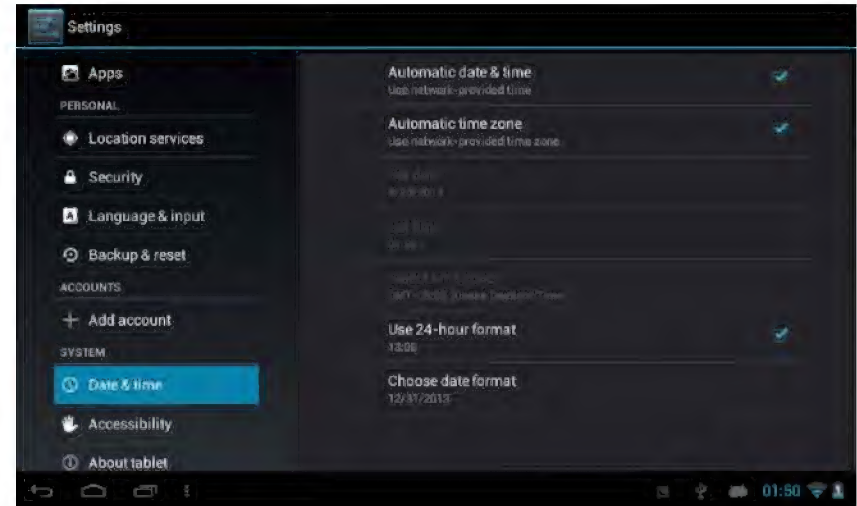 Settings
Apps
PERSONAL
Location services
Security
Language & input
Backup & reset
ACCOUNTS
Add account
SYSTEM
Date & time
Accessibility
About tablet
Automatic date & time
Use network-provided time
Automatic time zone
Use network-provided time zone
Use 24-hour format
13:00
Choose date format
12/31/2013
01:50